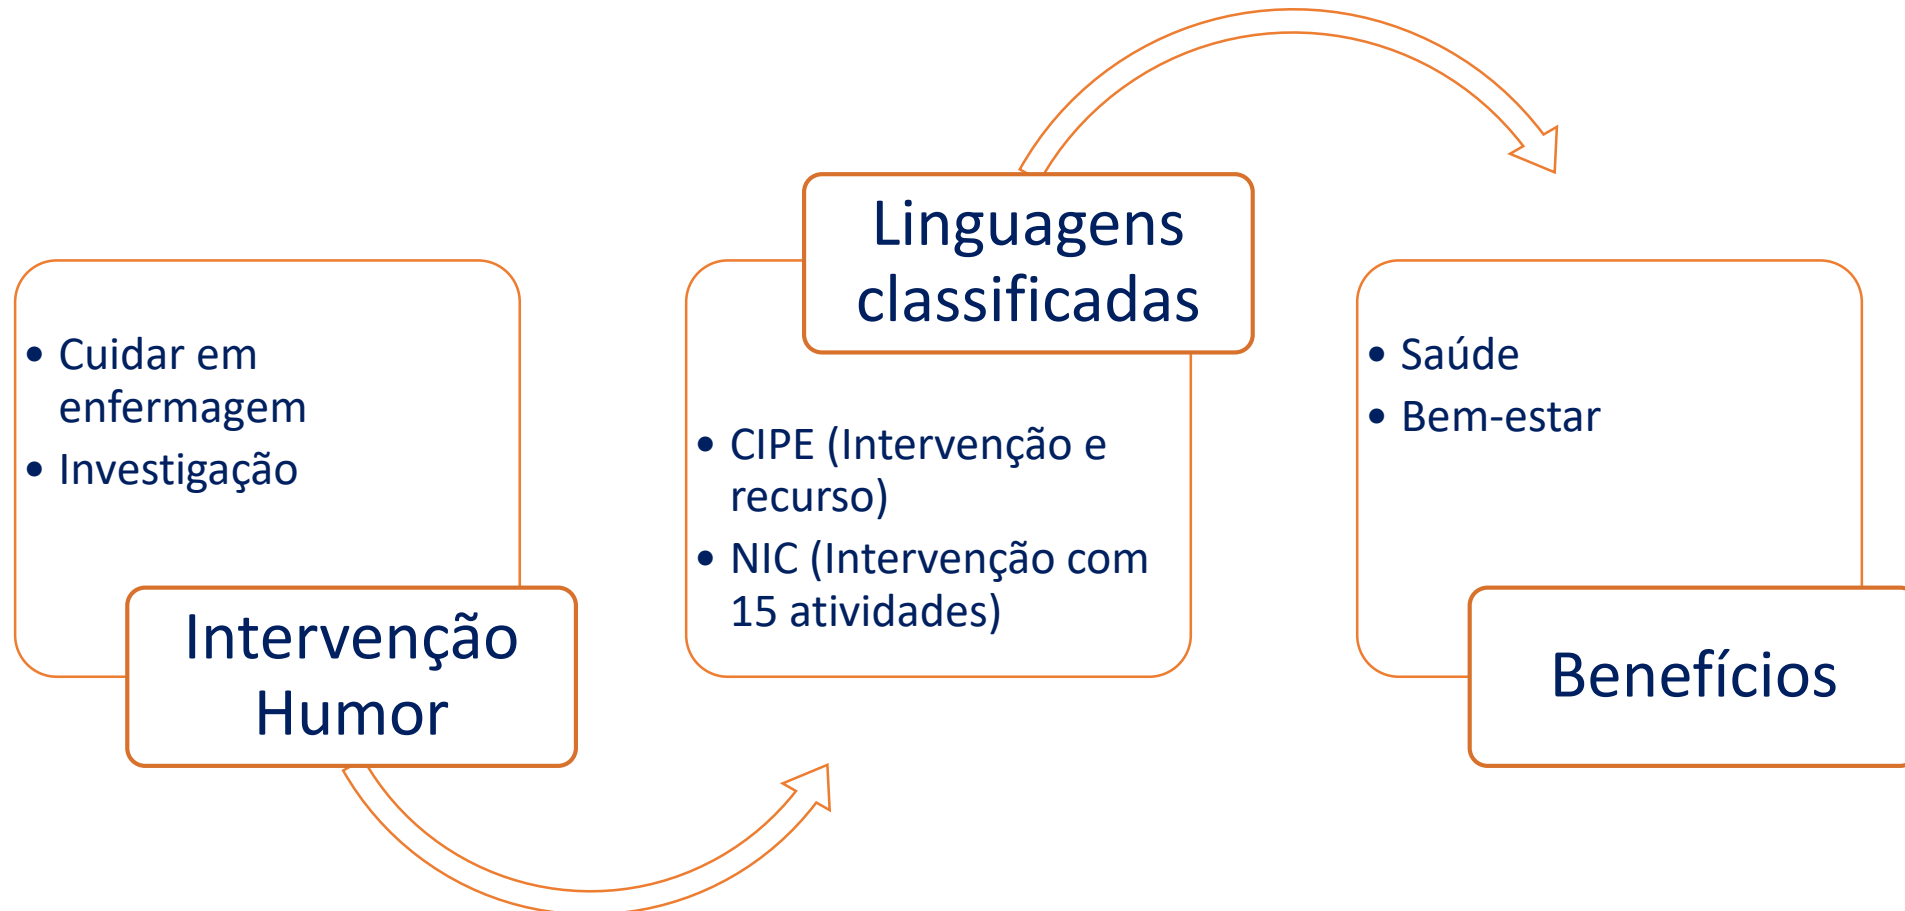 • Cuidar em
enfermagem
• Investigação
Intervenção
Humor
Linguagens
classificadas
• CIPE (Intervenção e
recurso)
• NIC (Intervenção com
15 atividades)
• Saúde
• Bem-estar
Benefícios